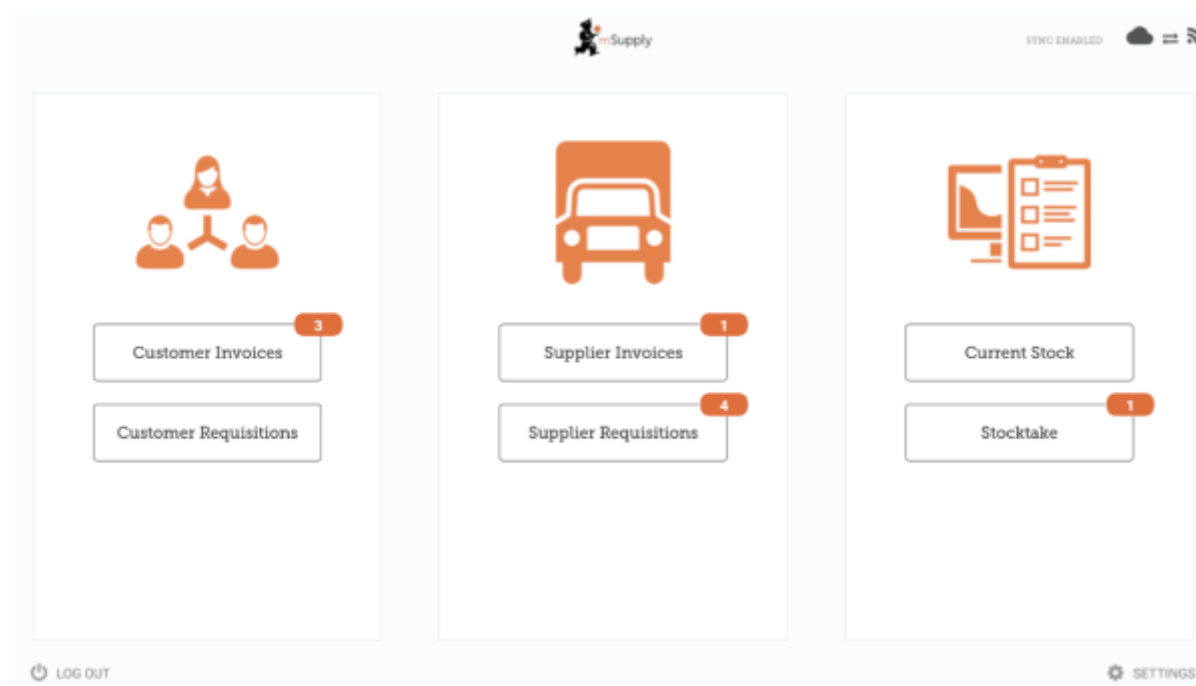 mSupply
SYNC ENABLED
3
Customer Invoices
Customer Requisitions
1
Supplier Invoices
4
Supplier Requisitions
Current Stock
1
Stocktake
LOG OUT
SETTINGS